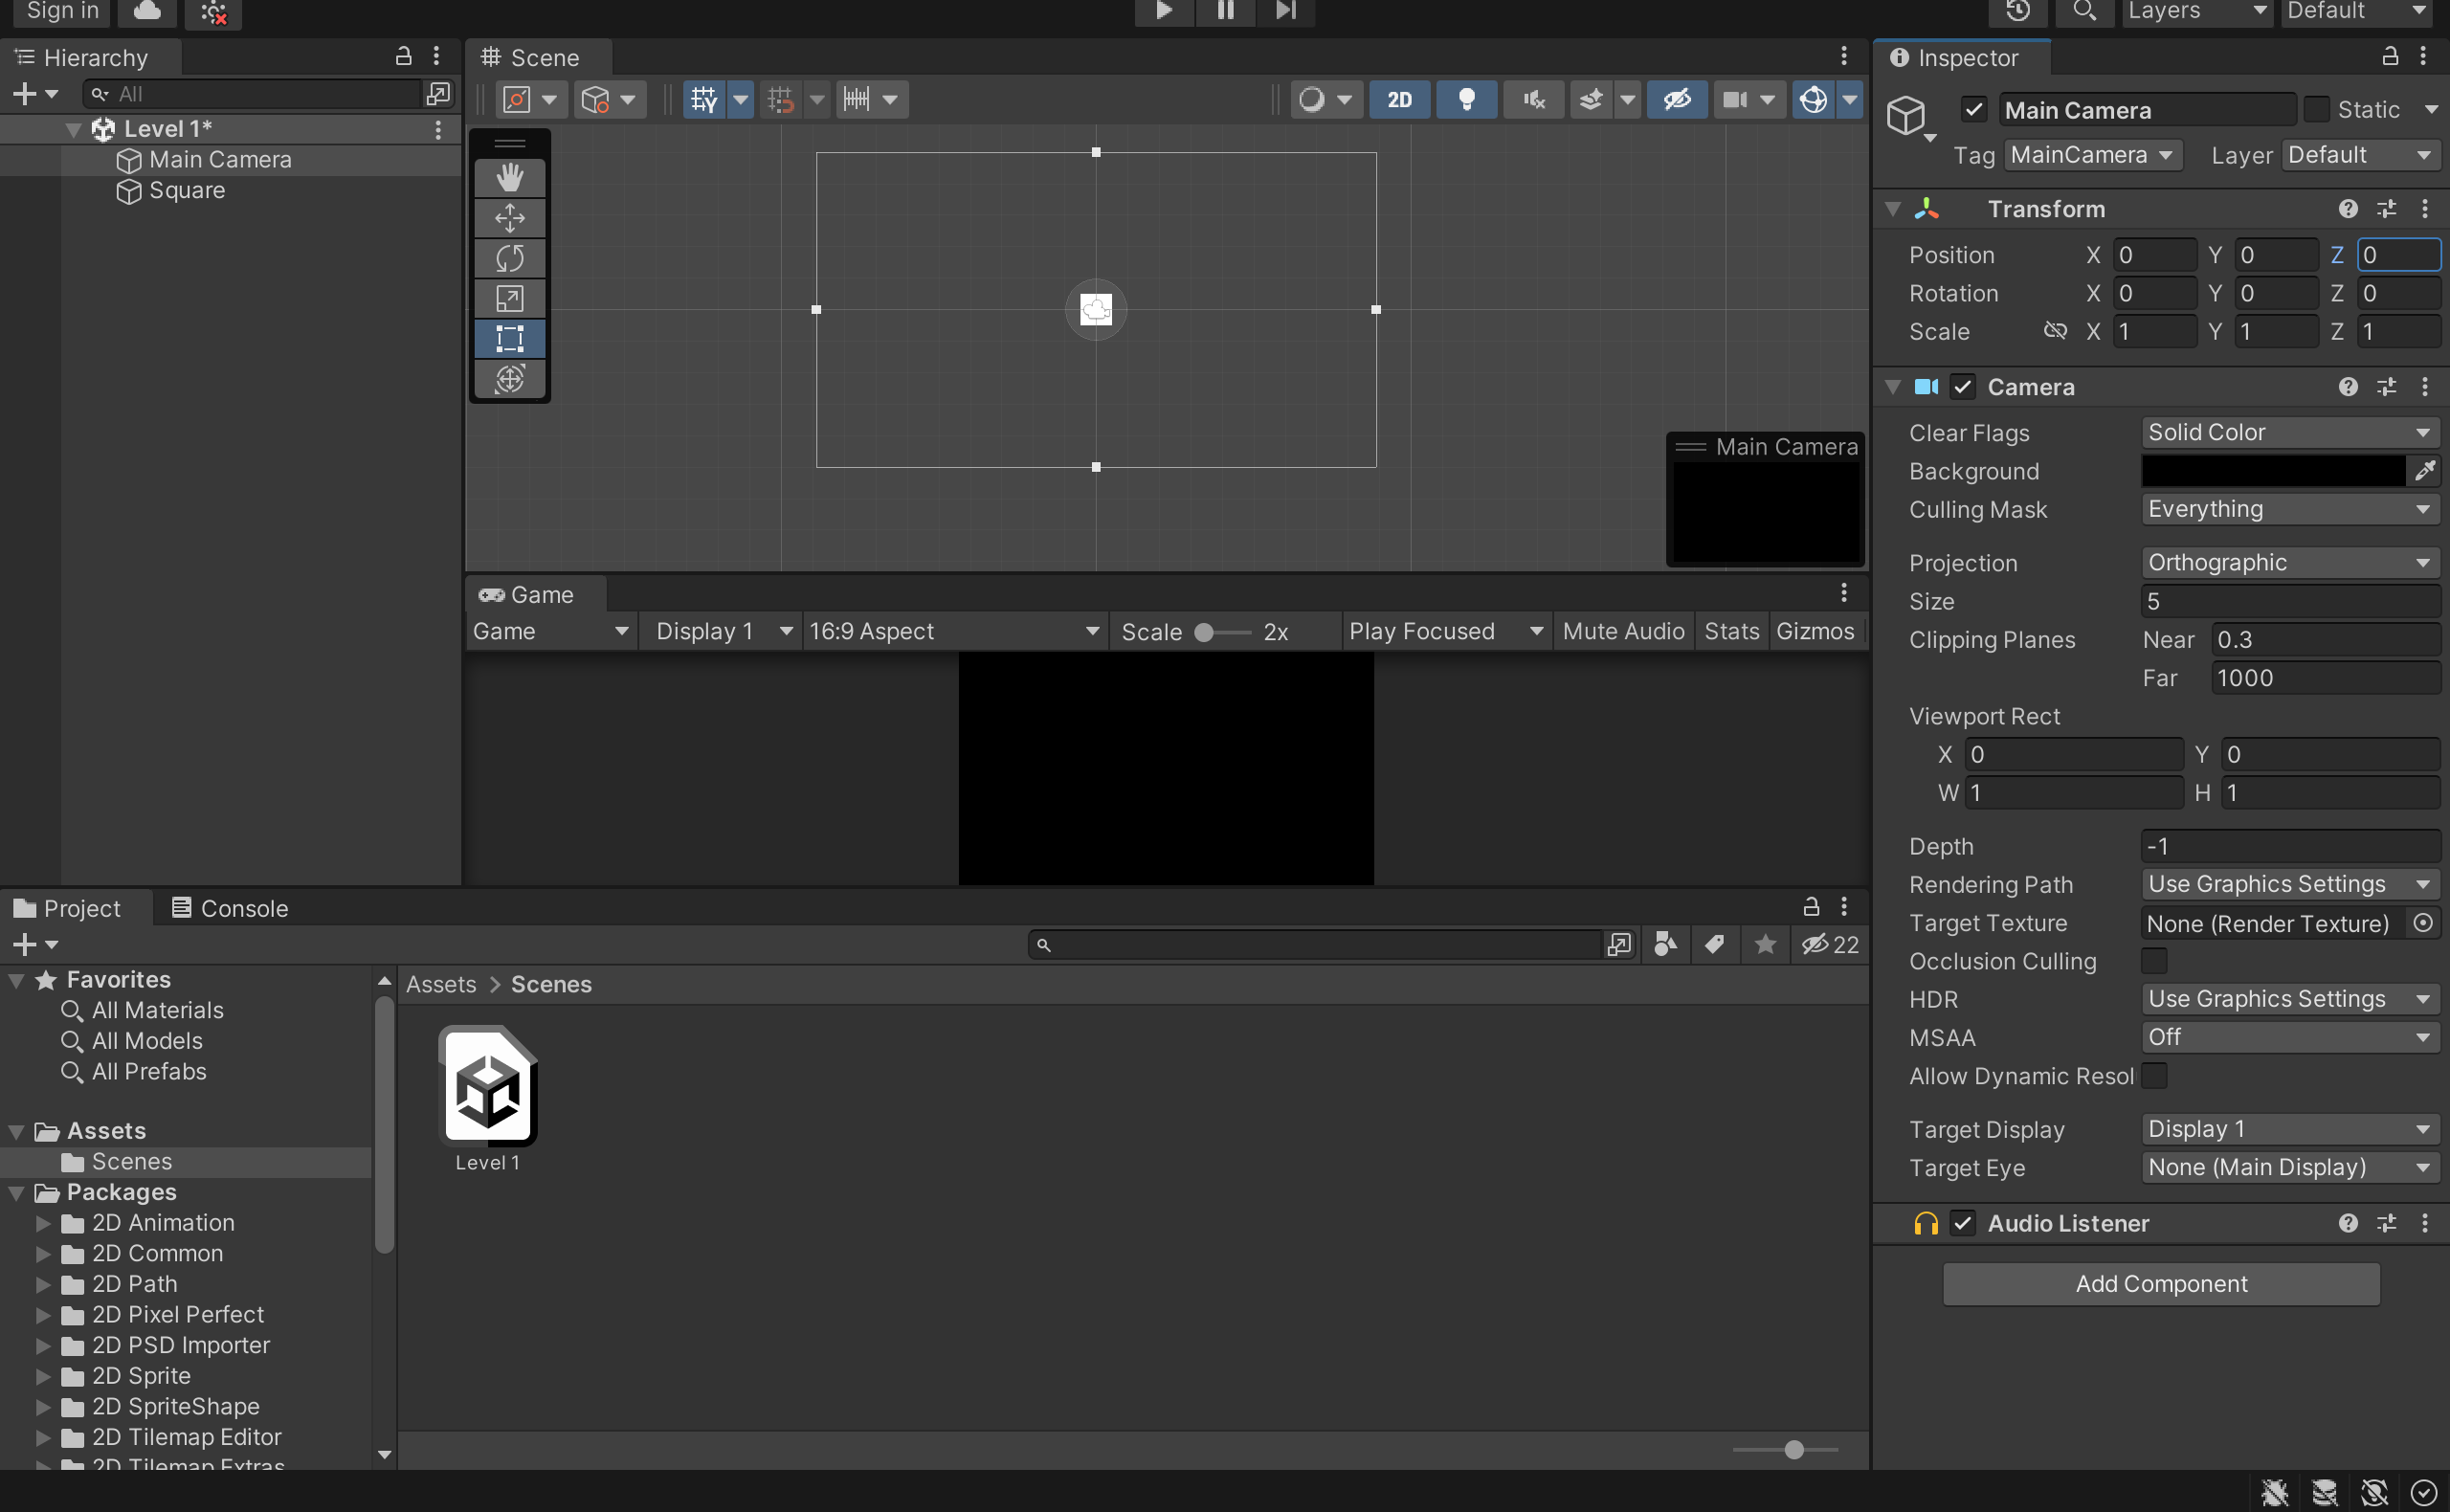 Sign in
Layers
Default
Hierarchy
All
Level 1*
Main Camera
Square
Scene
2D
Main Camera
Game
Game
Display 1
16:9 Aspect
Scale
2x
Play Focused
Mute Audio
Stats
Gizmos
Project
Console
22
Favorites
All Materials
All Models
All Prefabs
Assets
Scenes
Packages
2D Animation
2D Common
2D Path
2D Pixel Perfect
2D PSD Importer
2D Sprite
2D SpriteShape
2D Tilemap Editor
2D Tilemap Extras
Assets > Scenes
Level 1
Inspector
Main Camera
Static
Tag MainCamera Layer Default
Transform
Position X 0 Y 0 Z 0
Rotation X 0 Y 0 Z 0
Scale X 1 Y 1 Z 1
Camera
Clear Flags Solid Color
Background
Culling Mask Everything
Projection Orthographic
Size 5
Clipping Planes Near 0.3
Far 1000
Viewport Rect
X 0 Y 0
W 1 H 1
Depth -1
Rendering Path Use Graphics Settings
Target Texture None (Render Texture)
Occlusion Culling
HDR Use Graphics Settings
MSAA Off
Allow Dynamic Resol
Target Display Display 1
Target Eye None (Main Display)
Audio Listener
Add Component